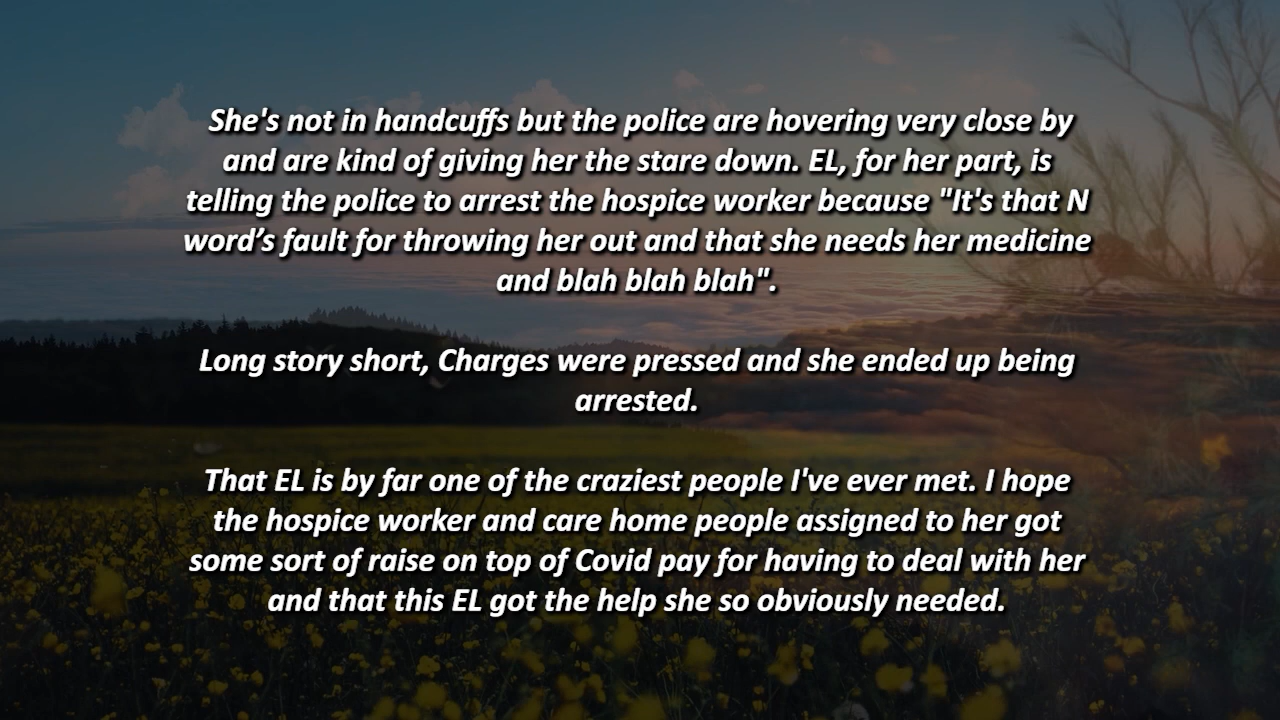 She's not in handcuffs but the police are hovering very close by
and are kind of giving her the stare down. EL, for her part, is
telling the police to arrest the hospice worker because "It's that N
word’s fault for throwing her out and that she needs her medicine
and blah blah blah".
Long story short, Charges were pressed and she ended up being
arrested.
That EL is by far one of the craziest people I've ever met. I hope
the hospice worker and care home people assigned to her got
some sort of raise on top of Covid pay for having to deal with her
and that this EL got the help she so obviously needed.